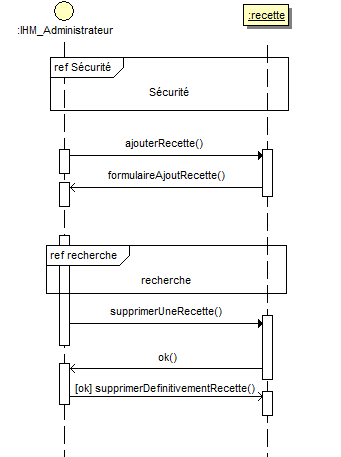 :IHM_Administrateur
:recette
ref Sécurité
Sécurité
ajouterRecette()
formulaireAjoutRecette()
ref recherche
recherche
supprimerUneRecette()
ok()
[ok] supprimerDefinitivementRecette()